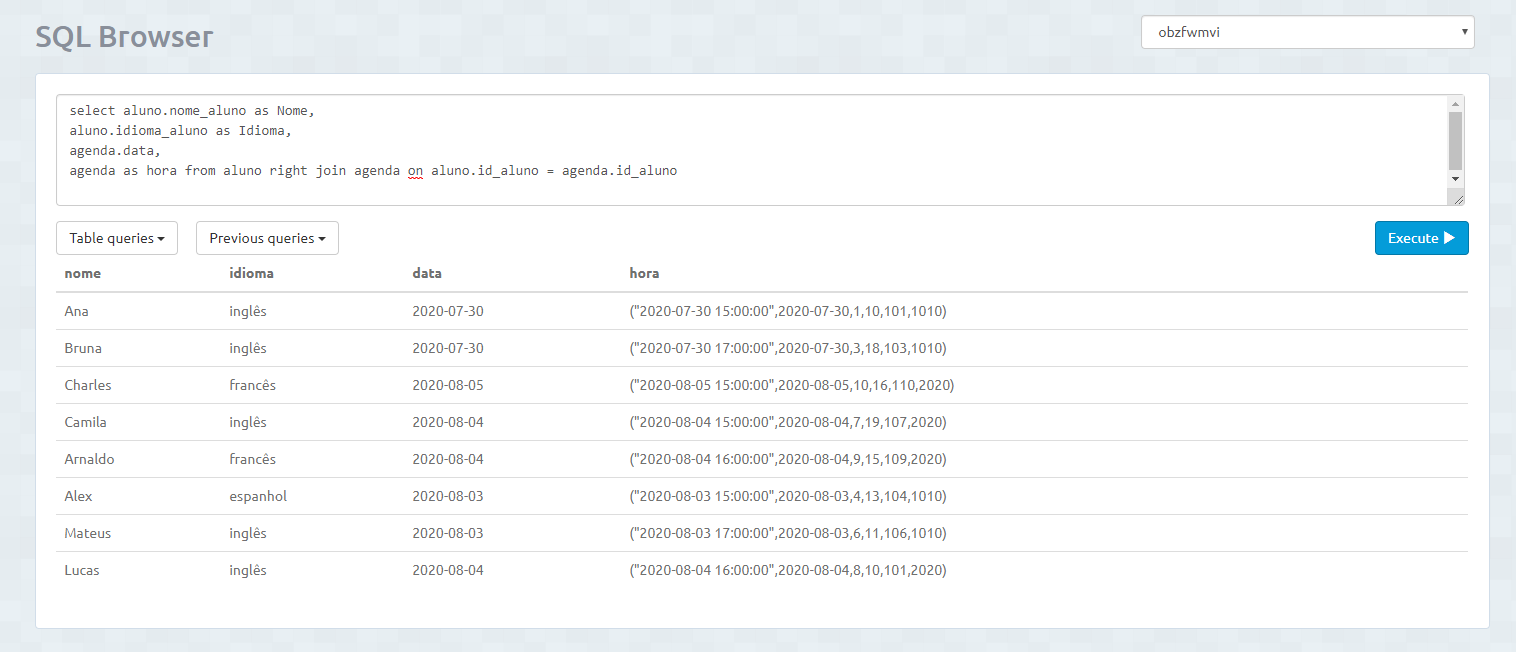 SQL Browser
obzfwmvi
select aluno.nome_aluno as Nome,
aluno.idioma_aluno as Idioma,
agenda.data,
agenda as hora from aluno right join agenda on aluno.id_aluno = agenda.id_aluno
Table queries Previous queries Execute
nome idioma data hora
Ana inglês 2020-07-30 ("2020-07-30 15:00:00",2020-07-30,1,10,101,1010)
Bruna inglês 2020-07-30 ("2020-07-30 17:00:00",2020-07-30,3,18,103,1010)
Charles francês 2020-08-05 ("2020-08-05 15:00:00",2020-08-05,10,16,110,2020)
Camila inglês 2020-08-04 ("2020-08-04 15:00:00",2020-08-04,7,19,107,2020)
Arnaldo francês 2020-08-04 ("2020-08-04 16:00:00",2020-08-04,9,15,109,2020)
Alex espanhol 2020-08-03 ("2020-08-03 15:00:00",2020-08-03,4,13,104,1010)
Mateus inglês 2020-08-03 ("2020-08-03 17:00:00",2020-08-03,6,11,106,1010)
Lucas inglês 2020-08-04 ("2020-08-04 16:00:00",2020-08-04,8,10,101,2020)